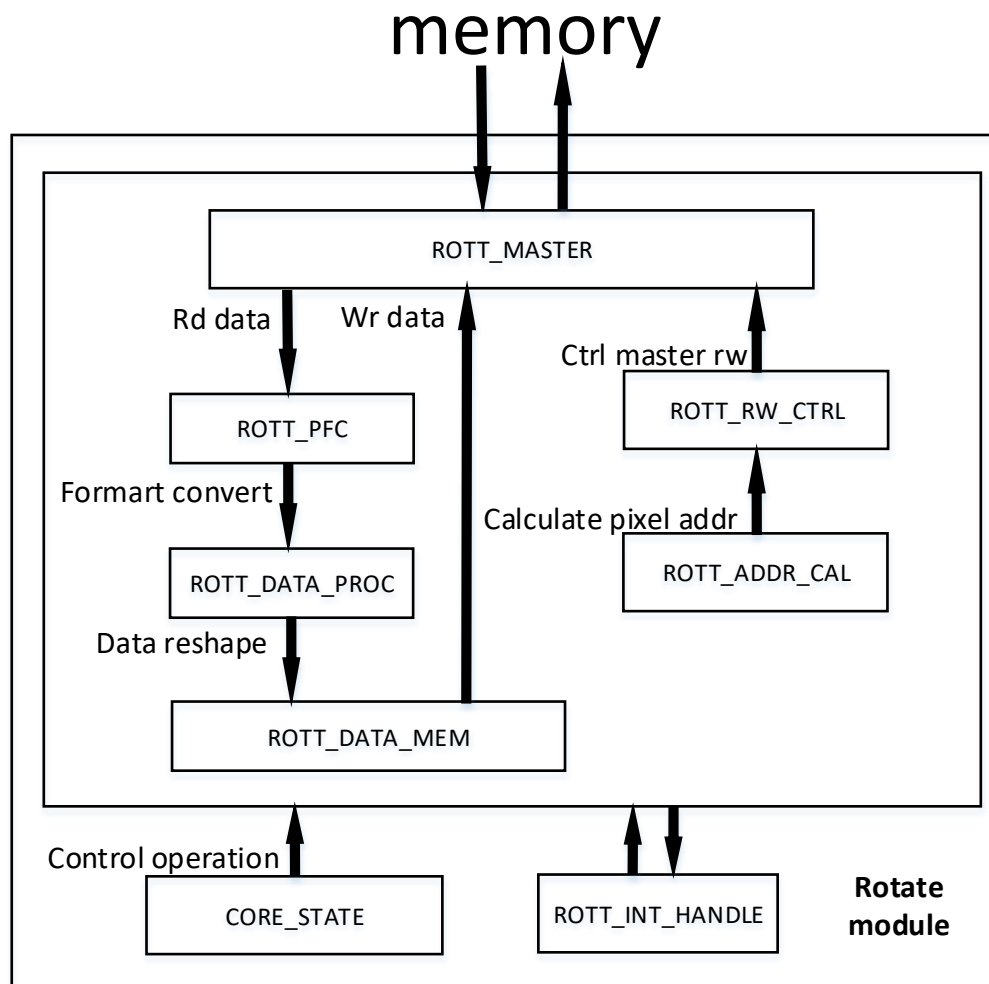 memory
ROTT_MASTER
Rd data
Wr data
Ctrl master rw
ROTT_PFC
ROTT_RW_CTRL
Formart convert
Calculate pixel addr
ROTT_DATA_PROC
ROTT_ADDR_CAL
Data reshape
ROTT_DATA_MEM
Control operation
CORE_STATE
ROTT_INT_HANDLE
Rotate
module